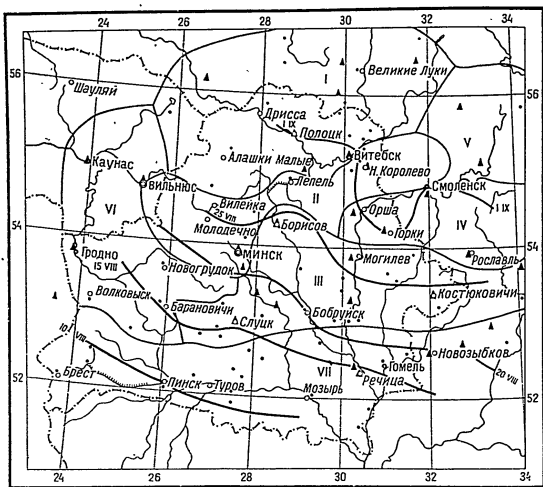 24 26 28 30 32 34
56
56
I
Великие Луки
Шауляй
Дрисса
I IX
Полоцк
V
Алашки Малые
Витебск
Каунас
Н.Королево
Вильнюс
Лепель
Смоленск
Вилейка
II
VI
25 VIII
Орша
I IX
IV
54
Молодечно
Борисов
Горки
54
Гродно
Минск
Могилев
Рославль
15 VIII
Новогрудок
III
Волковыск
Костюковичи
Барановичи
Бобруйск
Слуцк
10 VIII
Новозыбков
VII
Гомель
Брест
Речица
20 VIII
52
Пинск
Туров
Мозырь
52
24 26 28 30 32 34